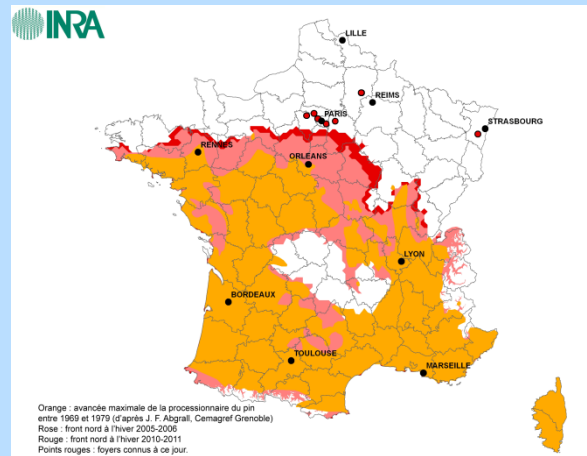 INRA
LILLE
REIMS
PARIS
STRASBOURG
RENNES
ORLEANS
LYON
BORDEAUX
TOULOUSE
MARSEILLE
Orange : avancée maximale de la processionnaire du pin
entre 1969 et 1979 (d'après J. F. Abgrall, Cemagref Grenoble)
Rose : front nord à l'hiver 2005-2006
Rouge : front nord à l'hiver 2010-2011
Points rouges : foyers connus à ce jour.